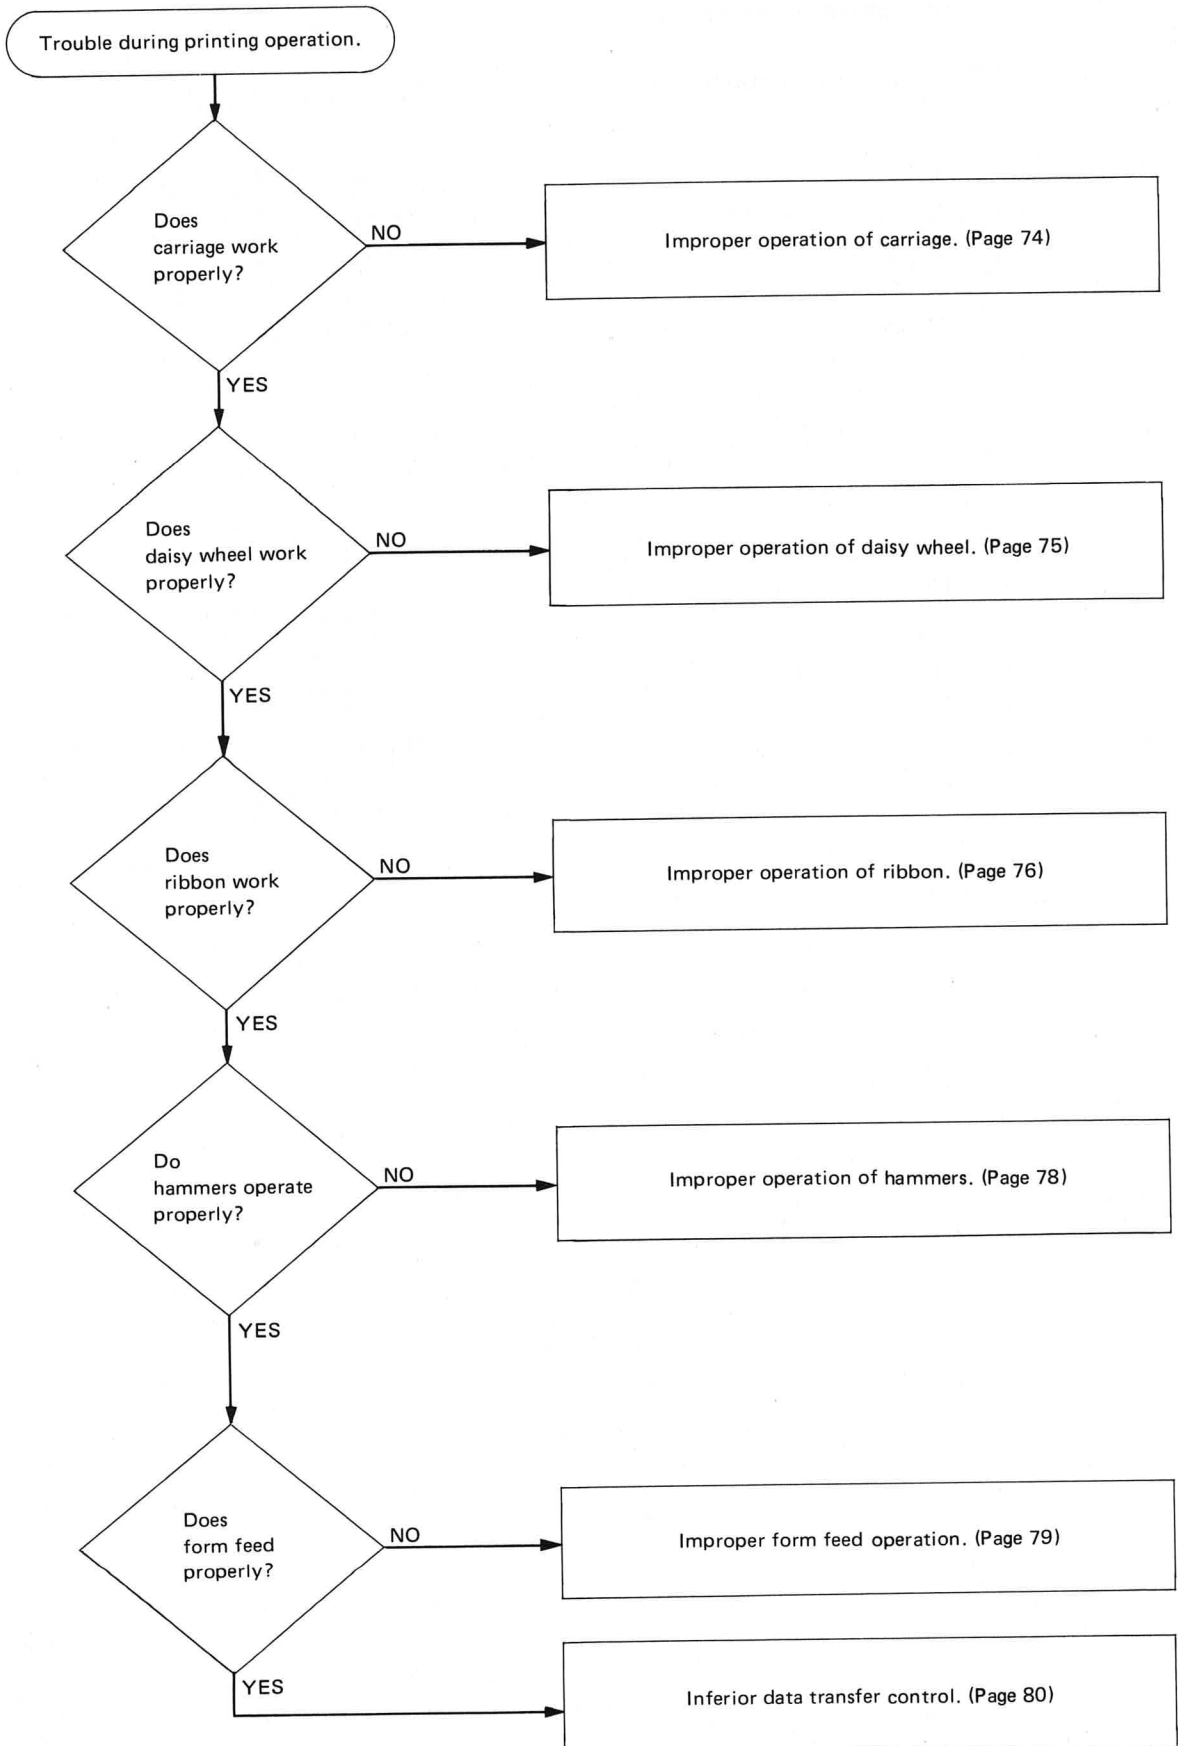 Trouble during printing operation.
Does
carriage work
properly?
NO
Improper operation of carriage. (Page 74)
YES
Does
daisy wheel work
properly?
NO
Improper operation of daisy wheel. (Page 75)
YES
Does
ribbon work
properly?
NO
Improper operation of ribbon. (Page 76)
YES
Do
hammers operate
properly?
NO
Improper operation of hammers. (Page 78)
YES
Does
form feed
properly?
NO
Improper form feed operation. (Page 79)
YES
Inferior data transfer control. (Page 80)